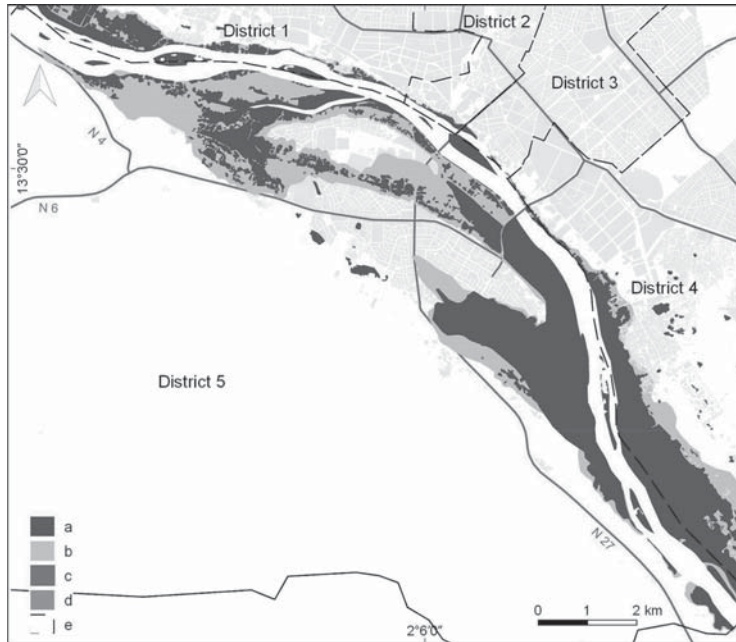 District 1
District 2
District 3
N 4
13°30'0"
N 6
District 4
District 5
a
b
c
d
e
N 27
0 1 2 km
2°6'0"